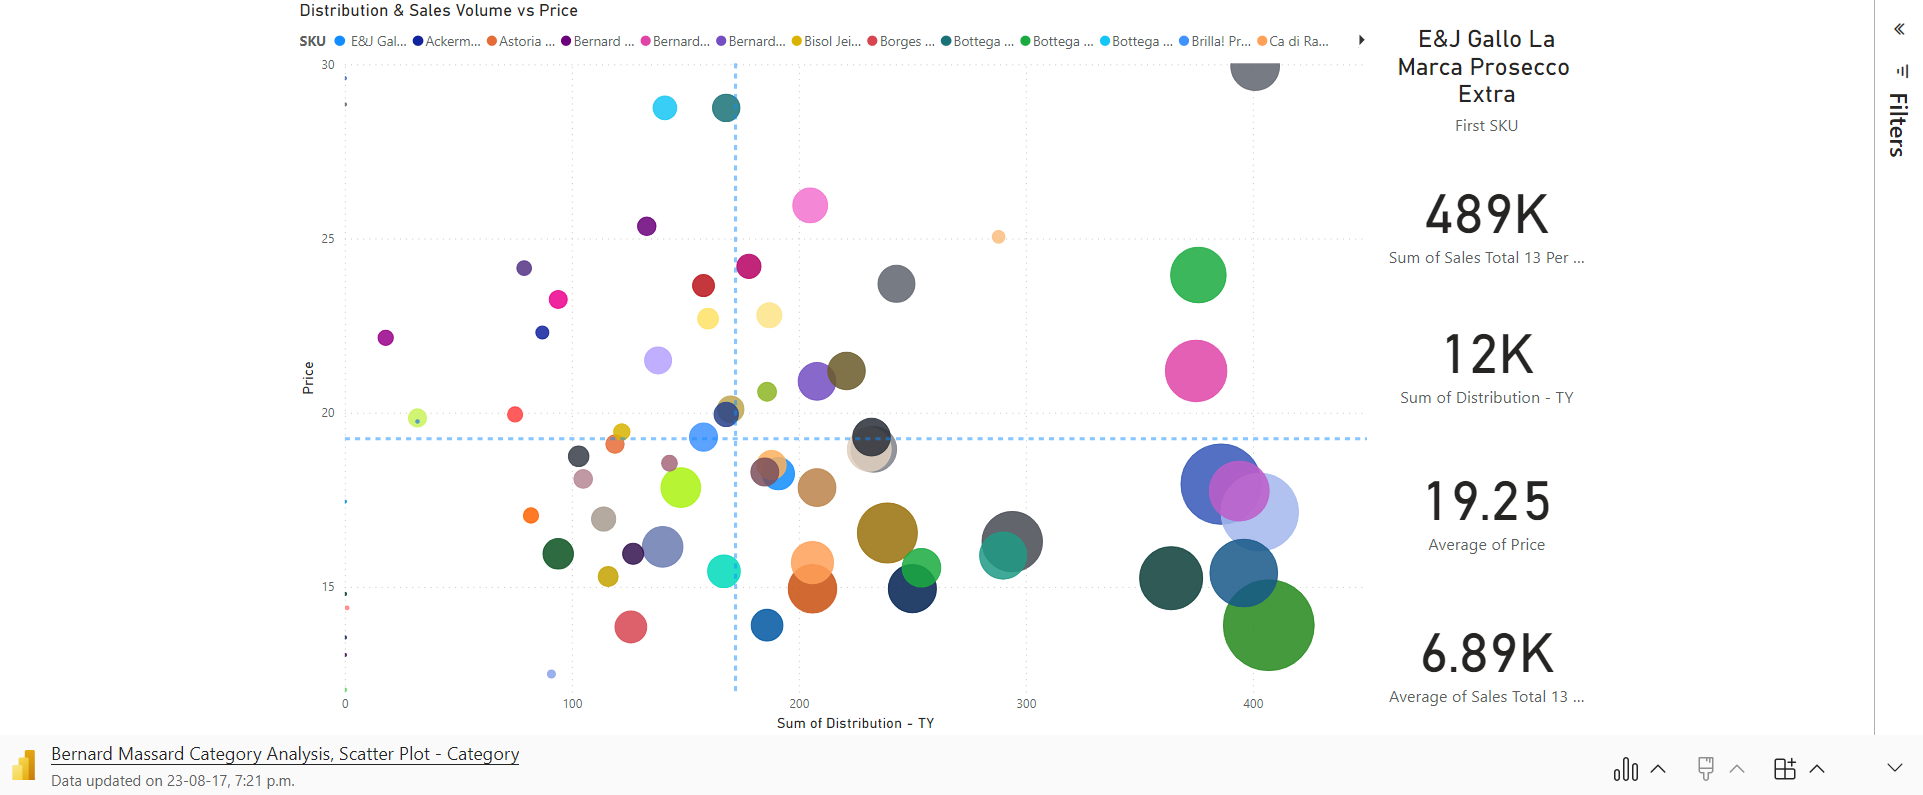 Distribution & Sales Volume vs Price
SKU E&J Gal... Ackerm... Astoria ... Bernard ... Bernard... Bernard... Bisol Jei... Borges ... Bottega ... Bottega ... Bottega ... Brilla! Pr... Ca di Ra...
30
25
20
15
Price
0 100 200 300 400
Sum of Distribution - TY
E&J Gallo La
Marca Prosecco
Extra
First SKU
489K
Sum of Sales Total 13 Per ...
12K
Sum of Distribution - TY
19.25
Average of Price
6.89K
Average of Sales Total 13 ...
Filters
Bernard Massard Category Analysis, Scatter Plot - Category
Data updated on 23-08-17, 7:21 p.m.